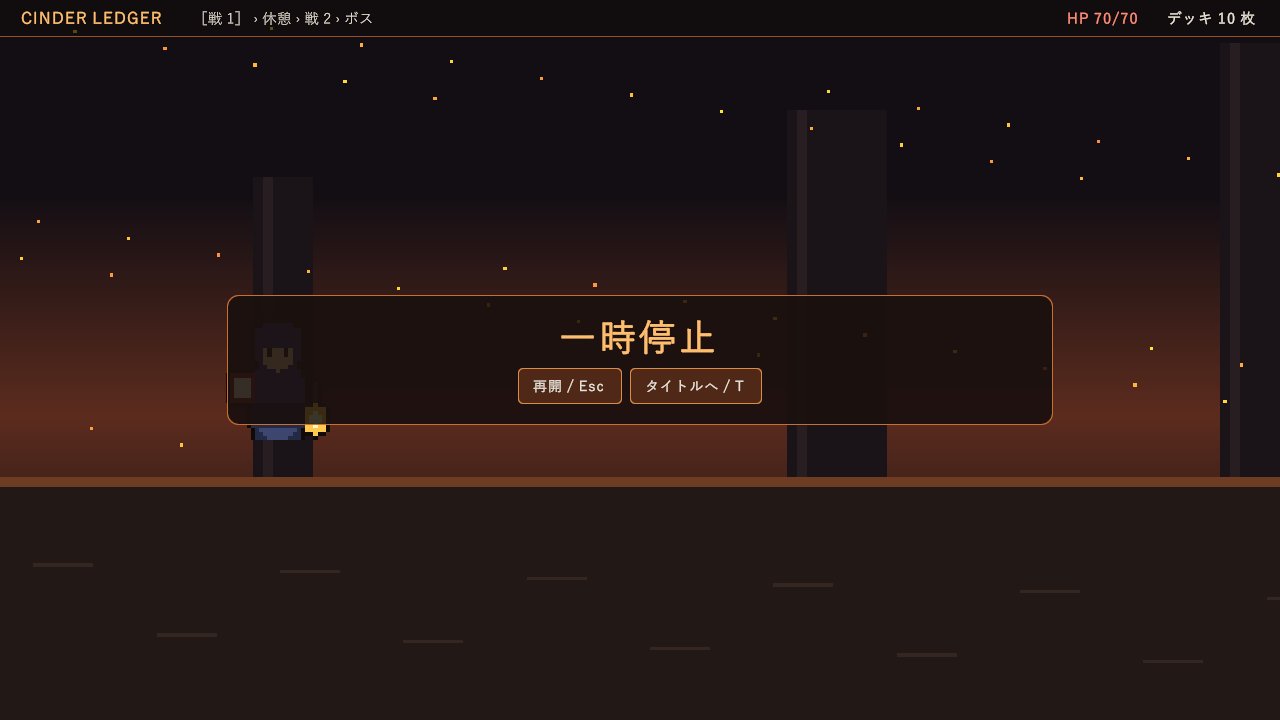 CINDER LEDGER ［戦 1］ › 休憩 › 戦 2 › ボス HP 70/70 デッキ 10 枚
一時停止
再開 / Esc タイトルへ / T